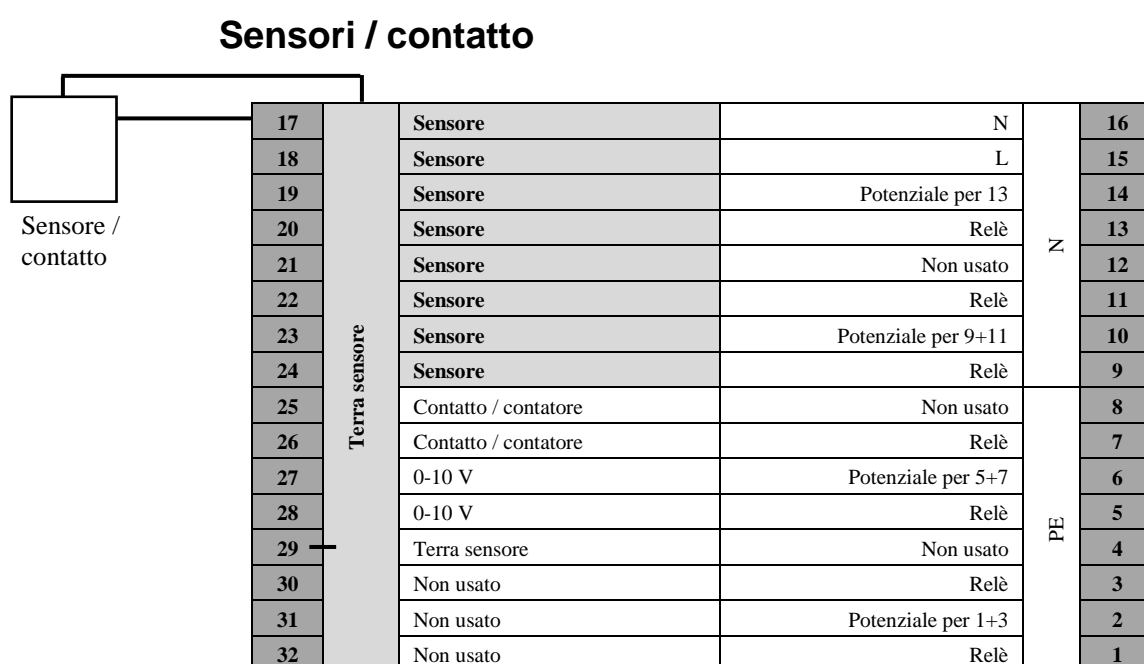 Sensori / contatto
Sensore /
contatto
Terra sensore
N
PE
17 Sensore N 16
18 Sensore L 15
19 Sensore Potenziale per 13 14
20 Sensore Relè 13
21 Sensore Non usato 12
22 Sensore Relè 11
23 Sensore Potenziale per 9+11 10
24 Sensore Relè 9
25 Contatto / contatore Non usato 8
26 Contatto / contatore Relè 7
27 0-10 V Potenziale per 5+7 6
28 0-10 V Relè 5
29 Terra sensore Non usato 4
30 Non usato Relè 3
31 Non usato Potenziale per 1+3 2
32 Non usato Relè 1